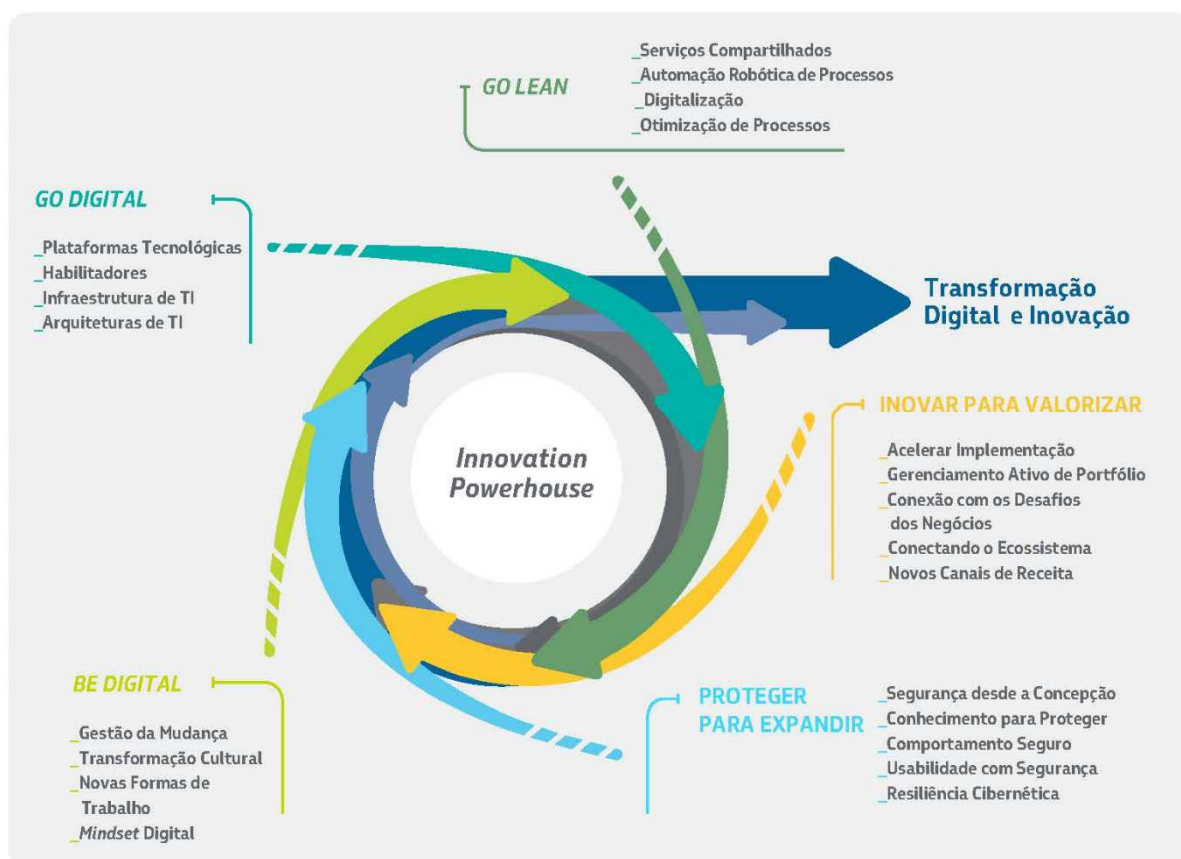 GO LEAN
_Serviços Compartilhados
_Automação Robótica de Processos
_Digitalização
_Otimização de Processos
GO DIGITAL
_Plataformas Tecnológicas
_Habilitadores
_Infraestrutura de TI
_Arquiteturas de TI
Transformação
Digital e Inovação
INOVAR PARA VALORIZAR
_Acelerar Implementação
_Gerenciamento Ativo de Portfólio
_Conexão com os Desafios
dos Negócios
_Conectando o Ecossistema
_Novos Canais de Receita
Innovation
Powerhouse
BE DIGITAL
_Gestão da Mudança
_Transformação Cultural
_Novas Formas de
Trabalho
_Mindset Digital
PROTEGER
PARA EXPANDIR
_Segurança desde a Concepção
_Conhecimento para Proteger
_Comportamento Seguro
_Usabilidade com Segurança
_Resiliência Cibernética